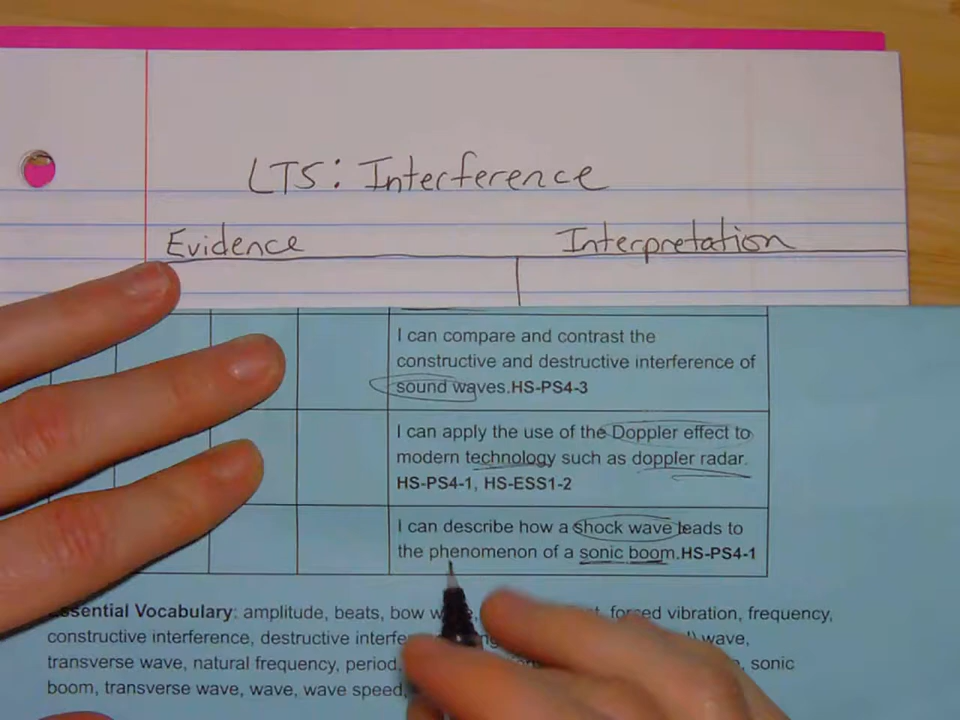 LTS: Interference
Evidence Interpretation
I can compare and contrast the
constructive and destructive interference of
sound waves.HS-PS4-3
I can apply the use of the Doppler effect to
modern technology such as doppler radar.
HS-PS4-1, HS-ESS1-2
I can describe how a shock wave leads to
the phenomenon of a sonic boom.HS-PS4-1
Essential Vocabulary: amplitude, beats, bow forced vibration, frequency,
constructive interference, destructive wave,
transverse wave, natural frequency, period, sonic
boom, transverse wave, wave, wave speed,